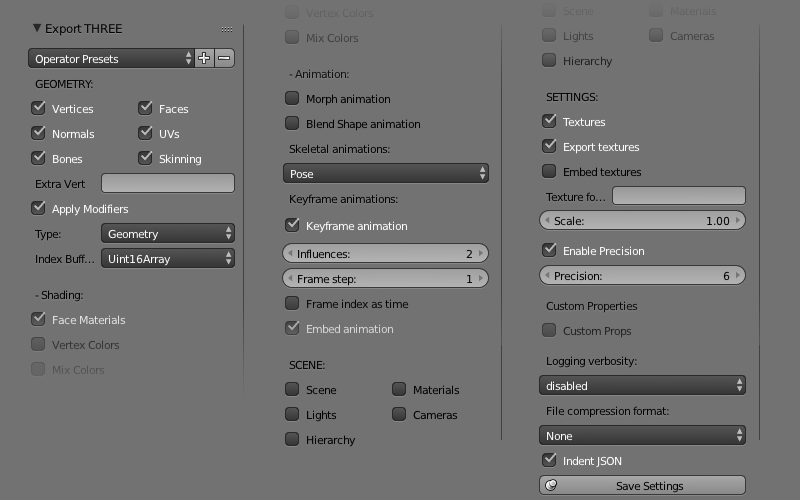 Export THREE
Operator Presets
GEOMETRY:
Vertices Faces
Normals UVs
Bones Skinning
Extra Vert
Apply Modifiers
Type: Geometry
Index Buff... Uint16Array
- Shading:
Face Materials
Vertex Colors
Mix Colors
Vertex Colors
Mix Colors
- Animation:
Morph animation
Blend Shape animation
Skeletal animations:
Pose
Keyframe animations:
Keyframe animation
Influences: 2
Frame step: 1
Frame index as time
Embed animation
SCENE:
Scene Materials
Lights Cameras
Hierarchy
Scene Materials
Lights Cameras
Hierarchy
SETTINGS:
Textures
Export textures
Embed textures
Texture fo...
Scale: 1.00
Enable Precision
Precision: 6
Custom Properties
Custom Props
Logging verbosity:
disabled
File compression format:
None
Indent JSON
Save Settings